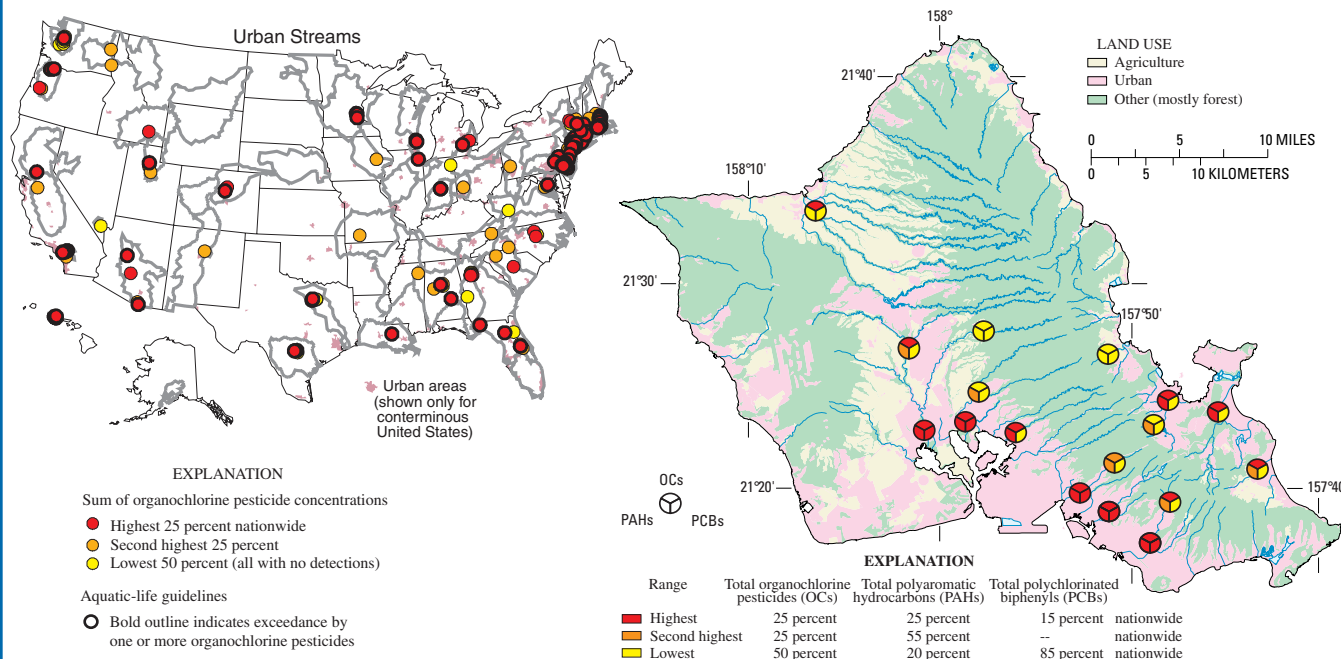 Urban Streams
Urban areas
(shown only for
conterminous
United States)
EXPLANATION
Sum of organochlorine pesticide concentrations
Highest 25 percent nationwide
Second highest 25 percent
Lowest 50 percent (all with no detections)
Aquatic-life guidelines
Bold outline indicates exceedance by
one or more organochlorine pesticides
158°
21°40'
158°10'
21°30'
157°50'
21°20'
157°40'
LAND USE
Agriculture
Urban
Other (mostly forest)
0 5 10 MILES
0 5 10 KILOMETERS
OCs
PAHs PCBs
EXPLANATION
Range Total organochlorine pesticides (OCs) Total polyaromatic hydrocarbons (PAHs) Total polychlorinated biphenyls (PCBs)
Highest 25 percent 25 percent 15 percent nationwide
Second highest 25 percent 55 percent -- nationwide
Lowest 50 percent 20 percent 85 percent nationwide